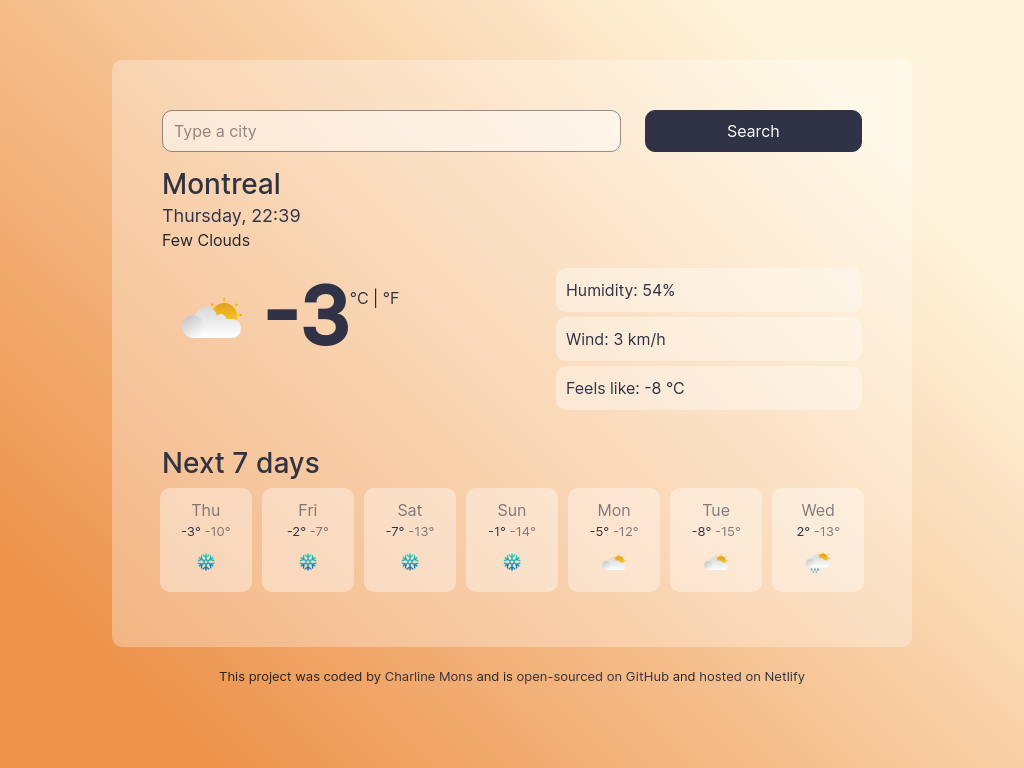 Type a city
Search
Montreal
Thursday, 22:39
Few Clouds
-3 °C | °F
Humidity: 54%
Wind: 3 km/h
Feels like: -8 °C
Next 7 days
Thu
-3° -10°
Fri
-2° -7°
Sat
-7° -13°
Sun
-1° -14°
Mon
-5° -12°
Tue
-8° -15°
Wed
2° -13°
This project was coded by Charline Mons and is open-sourced on GitHub and hosted on Netlify